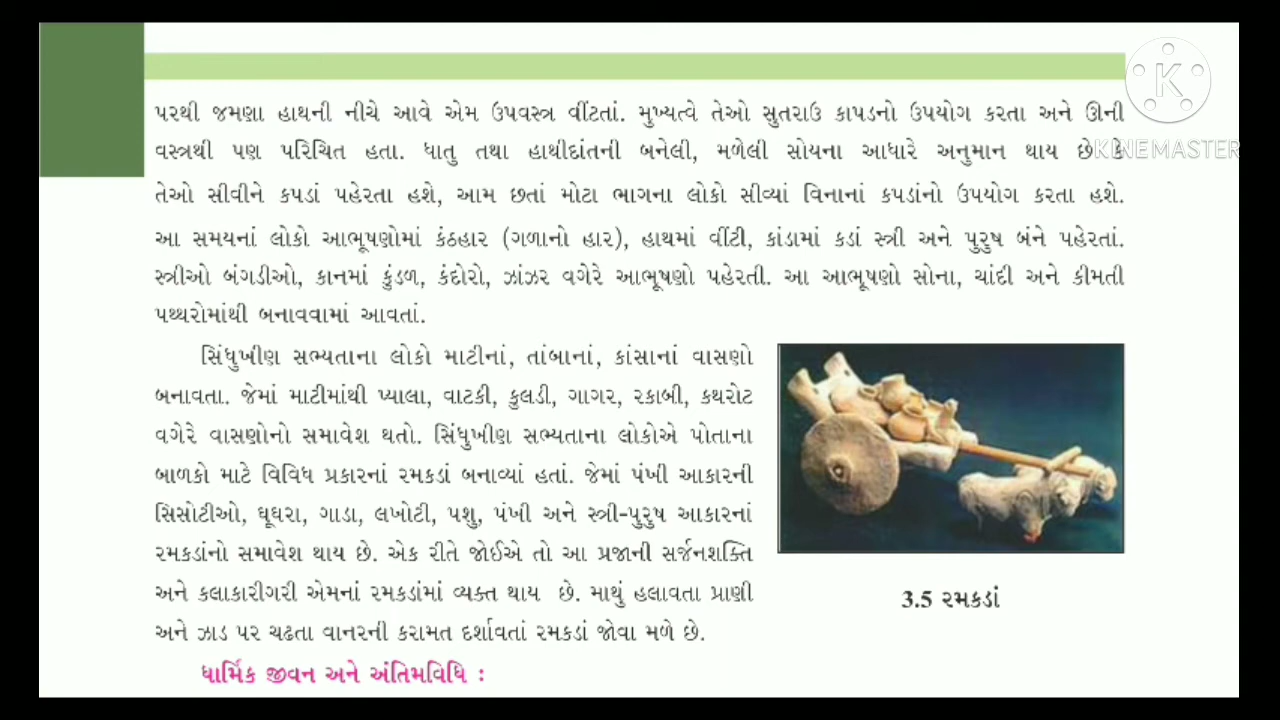 પરથી જમણા હાથની નીચે આવે એમ ઉપવસ્ત્ર વીંટતાં. મુખ્યત્વે તેઓ સુતરાઉ કાપડનો ઉપયોગ કરતા અને ઊની
વસ્ત્રથી પણ પરિચિત હતા. ધાતુ તથા હાથીદાંતની બનેલી, મળેલી સોયના આધારે અનુમાન થાય છે કે
તેઓ સીવીને કપડાં પહેરતા હશે, આમ છતાં મોટા ભાગના લોકો સીવ્યાં વિનાનાં કપડાંનો ઉપયોગ કરતા હશે.
આ સમયનાં લોકો આભૂષણોમાં કંઠહાર (ગળાનો હાર), હાથમાં વીંટી, કાંડામાં કડાં સ્ત્રી અને પુરુષ બંને પહેરતાં.
સ્ત્રીઓ બંગડીઓ, કાનમાં કુંડળ, કંદોરો, ઝાંઝર વગેરે આભૂષણો પહેરતી. આ આભૂષણો સોના, ચાંદી અને કીમતી
પથ્થરોમાંથી બનાવવામાં આવતાં.
સિંધુખીણ સભ્યતાના લોકો માટીનાં, તાંબાનાં, કાંસાનાં વાસણો
બનાવતા. જેમાં માટીમાંથી પ્યાલા, વાટકી, કુલડી, ગાગર, રકાબી, કથરોટ
વગેરે વાસણોનો સમાવેશ થતો. સિંધુખીણ સભ્યતાના લોકોએ પોતાના
બાળકો માટે વિવિધ પ્રકારનાં રમકડાં બનાવ્યાં હતાં. જેમાં પંખી આકારની
સિસોટીઓ, ઘૂઘરા, ગાડા, લખોટી, પશુ, પંખી અને સ્ત્રી-પુરુષ આકારનાં
રમકડાંનો સમાવેશ થાય છે. એક રીતે જોઈએ તો આ પ્રજાની સર્જનશક્તિ
અને કલાકારીગરી એમનાં રમકડાંમાં વ્યક્ત થાય છે. માથું હલાવતા પ્રાણી
અને ઝાડ પર ચઢતા વાનરની કરામત દર્શાવતાં રમકડાં જોવા મળે છે.
3.5 રમકડાં
ધાર્મિક જીવન અને અંતિમવિધિ :
K
KINEMASTER